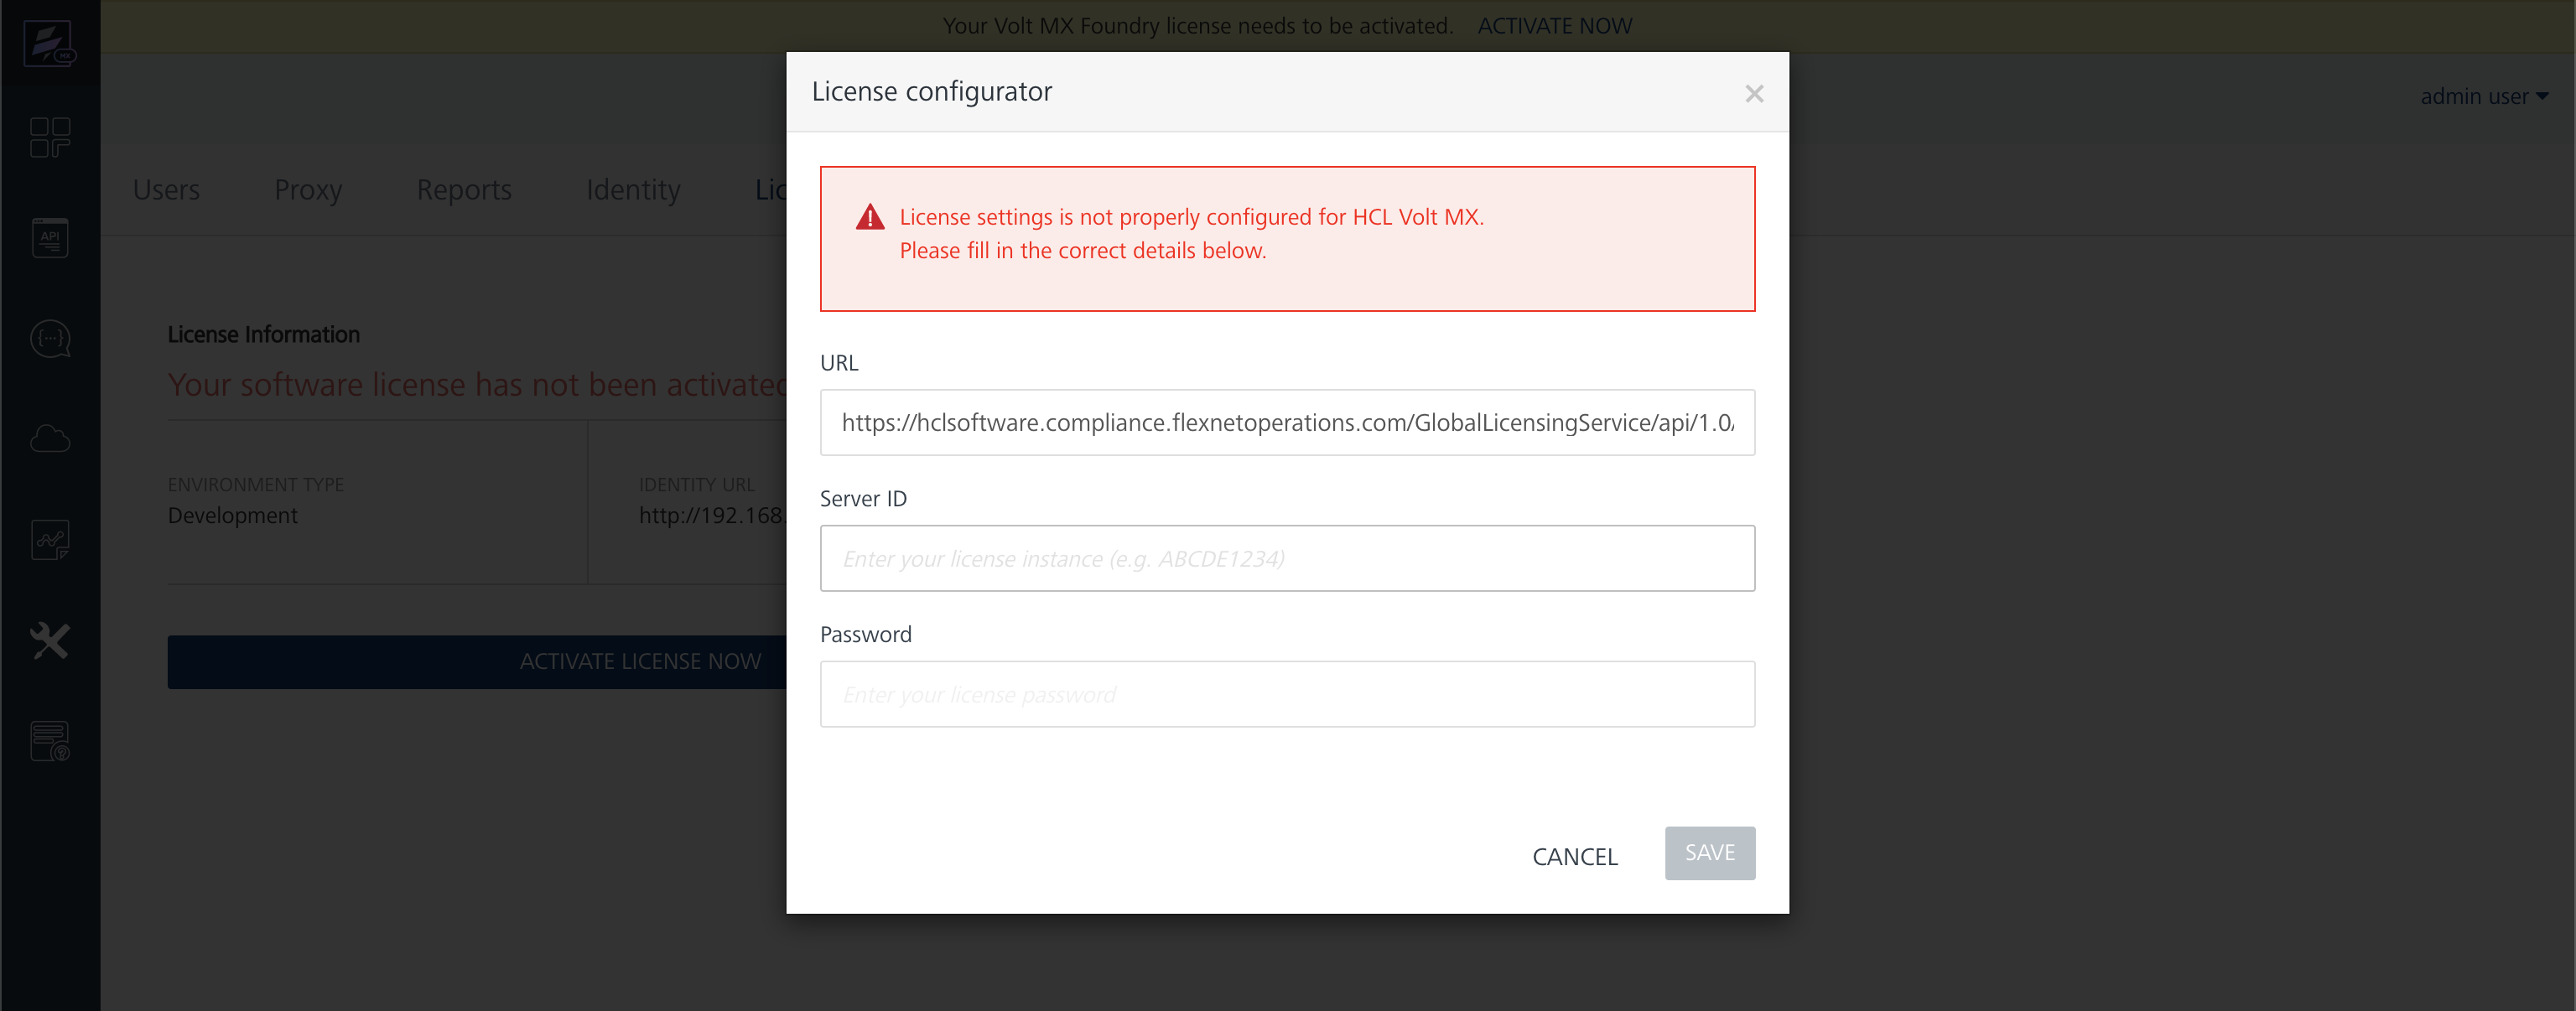 Your Volt MX Foundry license needs to be activated. ACTIVATE NOW
MX
License configurator
admin user
Users Proxy Reports Identity Lic
API
License settings is not properly configured for HCL Volt MX.
Please fill in the correct details below.
License Information
Your software license has not been activated
URL
https://hclsoftware.compliance.flexnetoperations.com/GlobalLicensingService/api/1.0/
ENVIRONMENT TYPE
Development
IDENTITY URL
http://192.168.
Server ID
Enter your license instance (e.g. ABCDE1234)
Password
Enter your license password
ACTIVATE LICENSE NOW
CANCEL SAVE